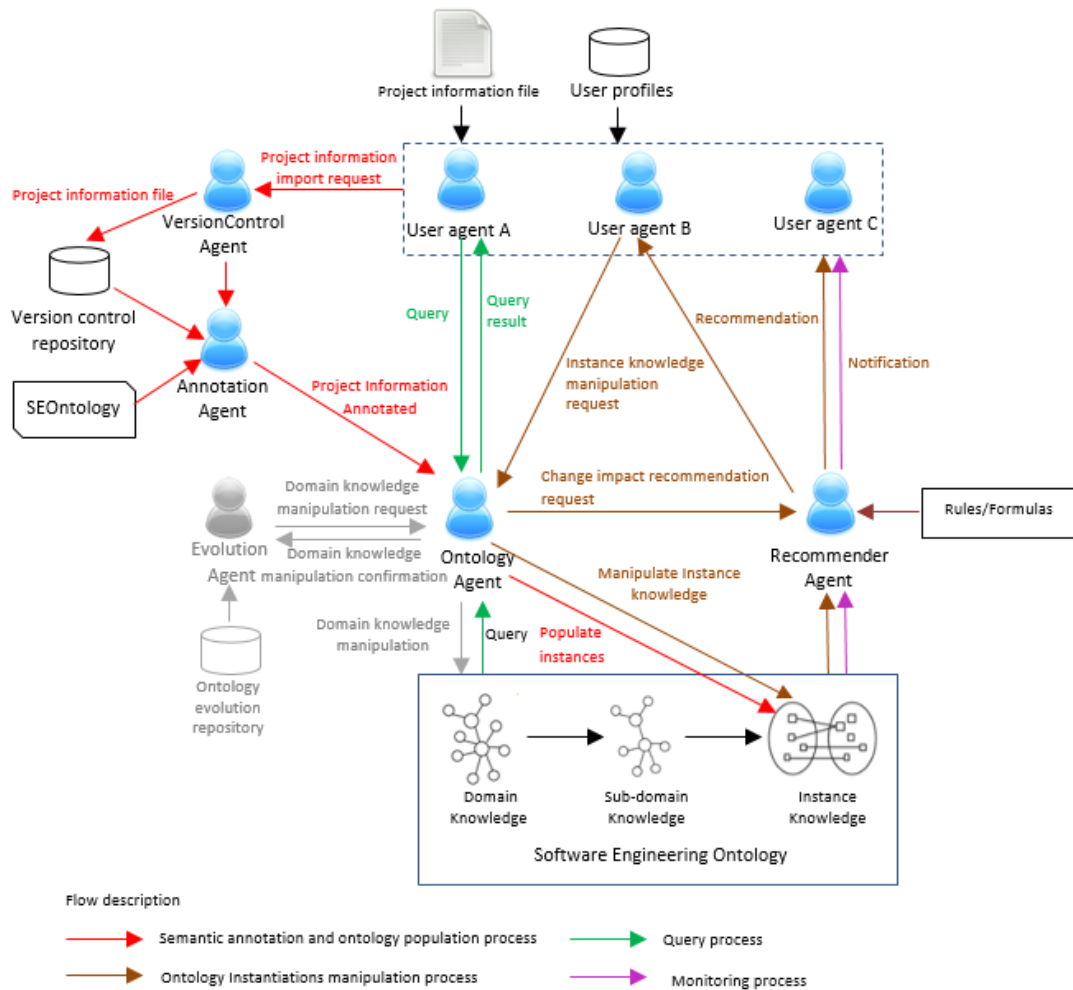 Project information file
User profiles
Project information
import request
Project information file
VersionControl
Agent
User agent A
User agent B
User agent C
Version control
repository
Query
Query
result
Recommendation
Notification
Instance knowledge
manipulation
request
SEOntology
Annotation
Agent
Project Information
Annotated
Change impact recommendation
request
Domain knowledge
manipulation request
Rules/Formulas
Evolution
Agent
Domain knowledge
manipulation confirmation
Ontology
Agent
Recommender
Agent
Manipulate Instance
knowledge
Domain knowledge
manipulation
Query
Populate
instances
Ontology
evolution
repository
Domain
Knowledge
Sub-domain
Knowledge
Instance
Knowledge
Software Engineering Ontology
Flow description
Semantic annotation and ontology population process
Query process
Ontology Instantiations manipulation process
Monitoring process